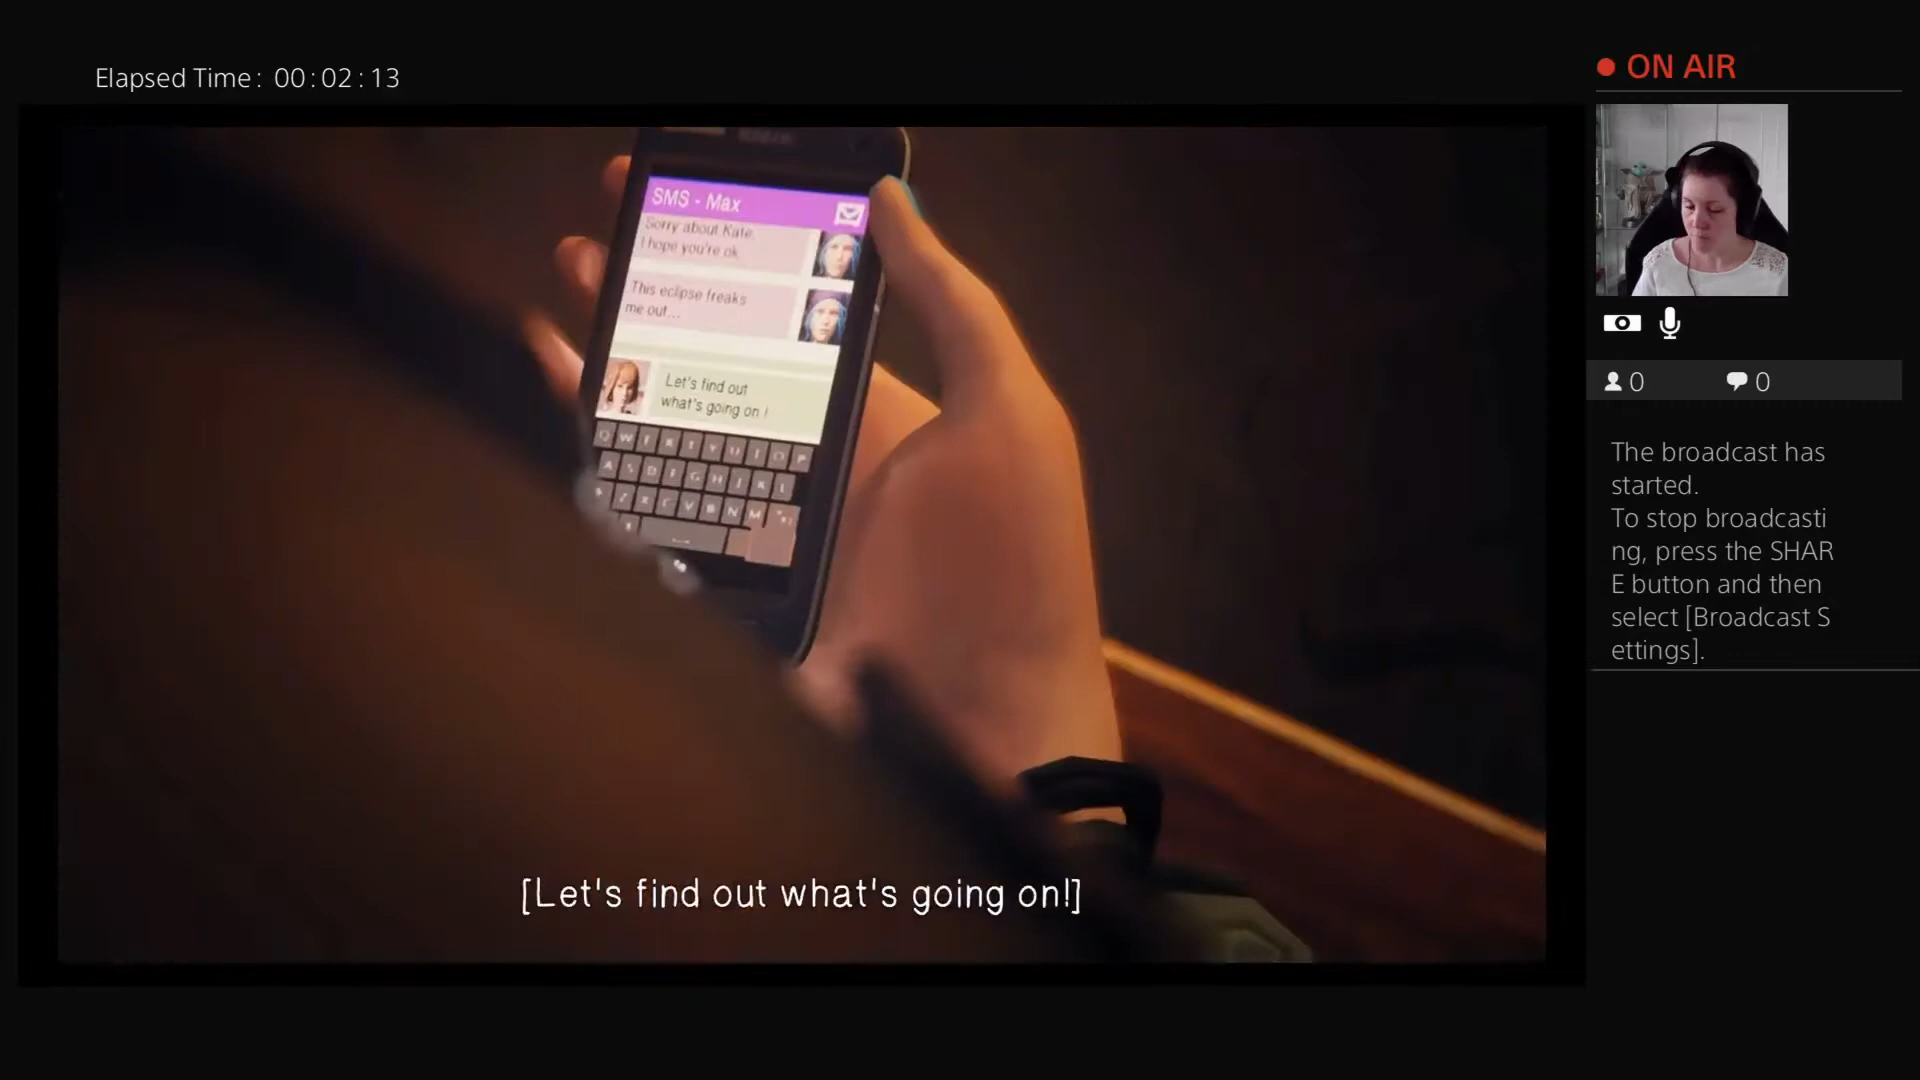 Elapsed Time: 00:02:13
ON AIR
SMS - Max
Sorry about Kate.
I hope you're ok
This eclipse freaks
me out...
Let's find out
what's going on !
0 0
The broadcast has
started.
To stop broadcasti
ng, press the SHAR
E button and then
select [Broadcast S
ettings].
[Let's find out what's going on!]